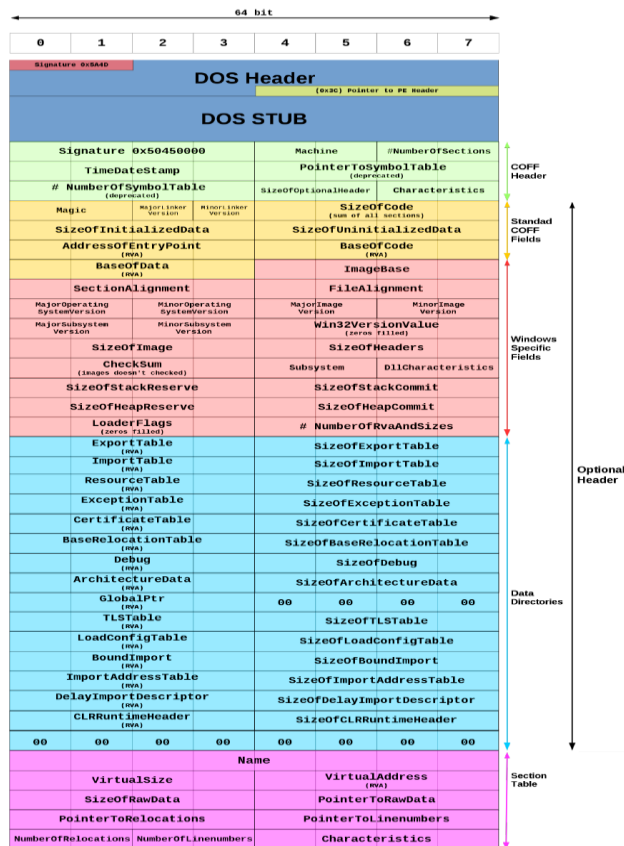 64 bit
0 1 2 3 4 5 6 7
Signature 0x5A4D
DOS Header
(0x3C) Pointer to PE Header
DOS STUB
Signature 0x50450000 Machine #NumberOfSections
TimeDateStamp PointerToSymbolTable
(deprecated)
# NumberOfSymbolTable
(deprecated)
SizeOfOptionalHeader Characteristics
COFF
Header
Magic MajorLinker
Version
MinorLinker
Version
SizeOfCode
(sum of all sections)
SizeOfInitializedData SizeOfUninitializedData
AddressOfEntryPoint
(RVA)
BaseOfCode
(RVA)
Standad
COFF
Fields
BaseOfData
(RVA)
ImageBase
SectionAlignment FileAlignment
MajorOperating
SystemVersion
MinorOperating
SystemVersion
MajorImage
Version
MinorImage
Version
MajorSubsystem
Version
MinorSubsystem
Version
Win32VersionValue
(zeros filled)
SizeOfImage SizeOfHeaders
CheckSum
(images doesn't checked)
Subsystem DllCharacteristics
SizeOfStackReserve SizeOfStackCommit
SizeOfHeapReserve SizeOfHeapCommit
LoaderFlags
(zeros filled)
# NumberOfRvaAndSizes
Windows
Specific
Fields
ExportTable
(RVA)
SizeOfExportTable
ImportTable
(RVA)
SizeOfImportTable
ResourceTable
(RVA)
SizeOfResourceTable
ExceptionTable
(RVA)
SizeOfExceptionTable
CertificateTable
(RVA)
SizeOfCertificateTable
BaseRelocationTable
(RVA)
SizeOfBaseRelocationTable
Debug
(RVA)
SizeOfDebug
ArchitectureData
(RVA)
SizeOfArchitectureData
GlobalPtr
(RVA)
00 00 00 00
TLSTable
(RVA)
SizeOfTLSTable
LoadConfigTable
(RVA)
SizeOfLoadConfigTable
BoundImport
(RVA)
SizeOfBoundImport
ImportAddressTable
(RVA)
SizeOfImportAddressTable
DelayImportDescriptor
(RVA)
SizeOfDelayImportDescriptor
CLRRuntimeHeader
(RVA)
SizeOfCLRRuntimeHeader
00 00 00 00 00 00 00 00
Data
Directories
Optional
Header
Name
VirtualSize VirtualAddress
(RVA)
SizeOfRawData PointerToRawData
PointerToRelocations PointerToLinenumbers
NumberOfRelocations NumberOfLinenumbers Characteristics
Section
Table